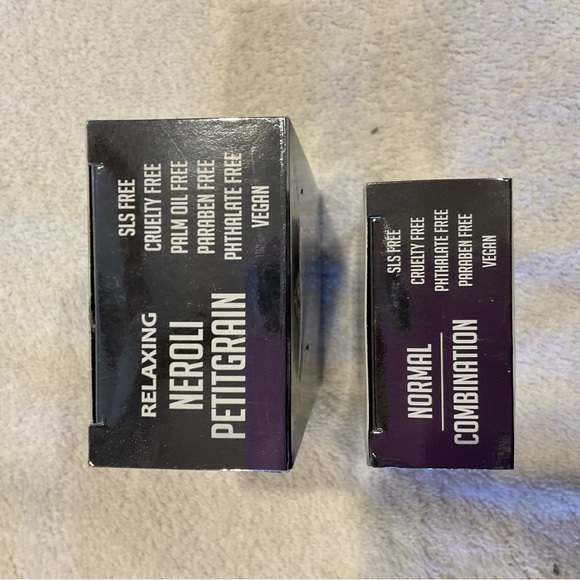 RELAXING
NEROLI
PETITGRAIN
SLS FREE
CRUELTY FREE
PALM OIL FREE
PARABEN FREE
PHTHALATE FREE
VEGAN
NORMAL
COMBINATION
SLS FREE
CRUELTY FREE
PHTHALATE FREE
PARABEN FREE
VEGAN